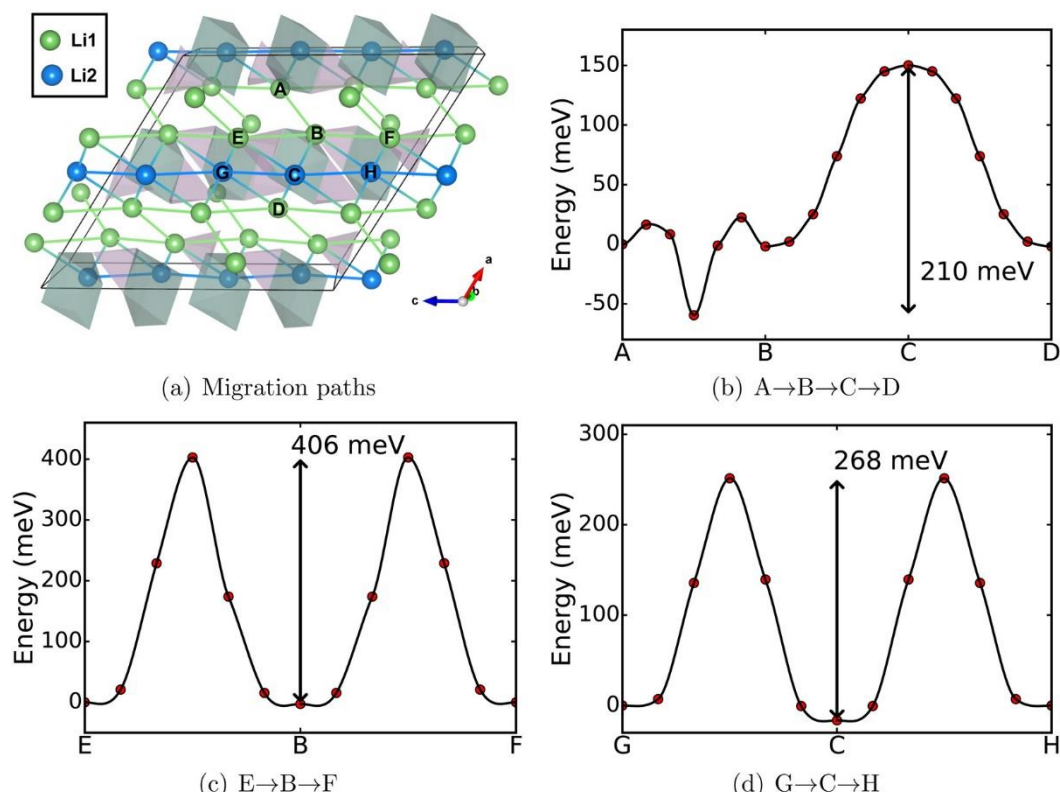 Li1
Li2
A
E B F
G C H
D
a
b
c
(a) Migration paths
Energy (meV)
150
100
50
0
-50
210 meV
A B C D
(b) A→B→C→D
Energy (meV)
400
300
200
100
0
406 meV
E B F
(c) E→B→F
Energy (meV)
300
200
100
0
268 meV
G C H
(d) G→C→H